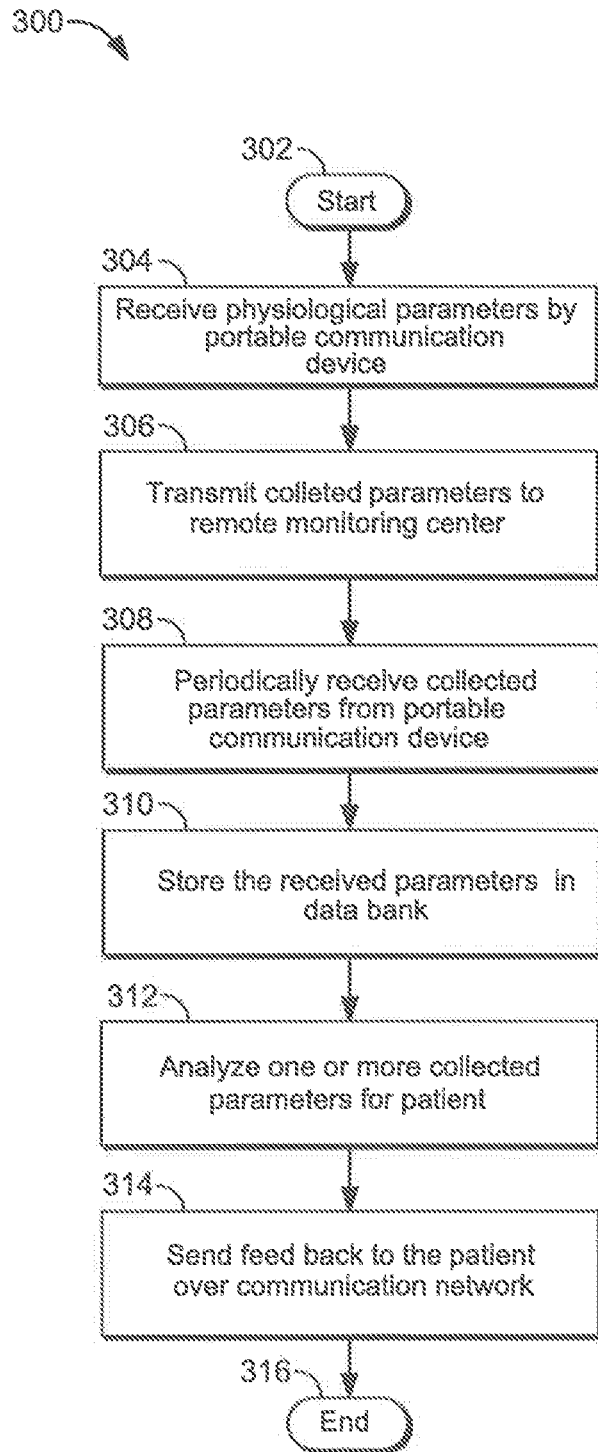 300
302
Start
304
Receive physiological parameters by
portable communication
device
306
Transmit colleted parameters to
remote monitoring center
308
Periodically receive collected
parameters from portable
communication device
310
Store the received parameters in
data bank
312
Analyze one or more collected
parameters for patient
314
Send feed back to the patient
over communication network
316
End